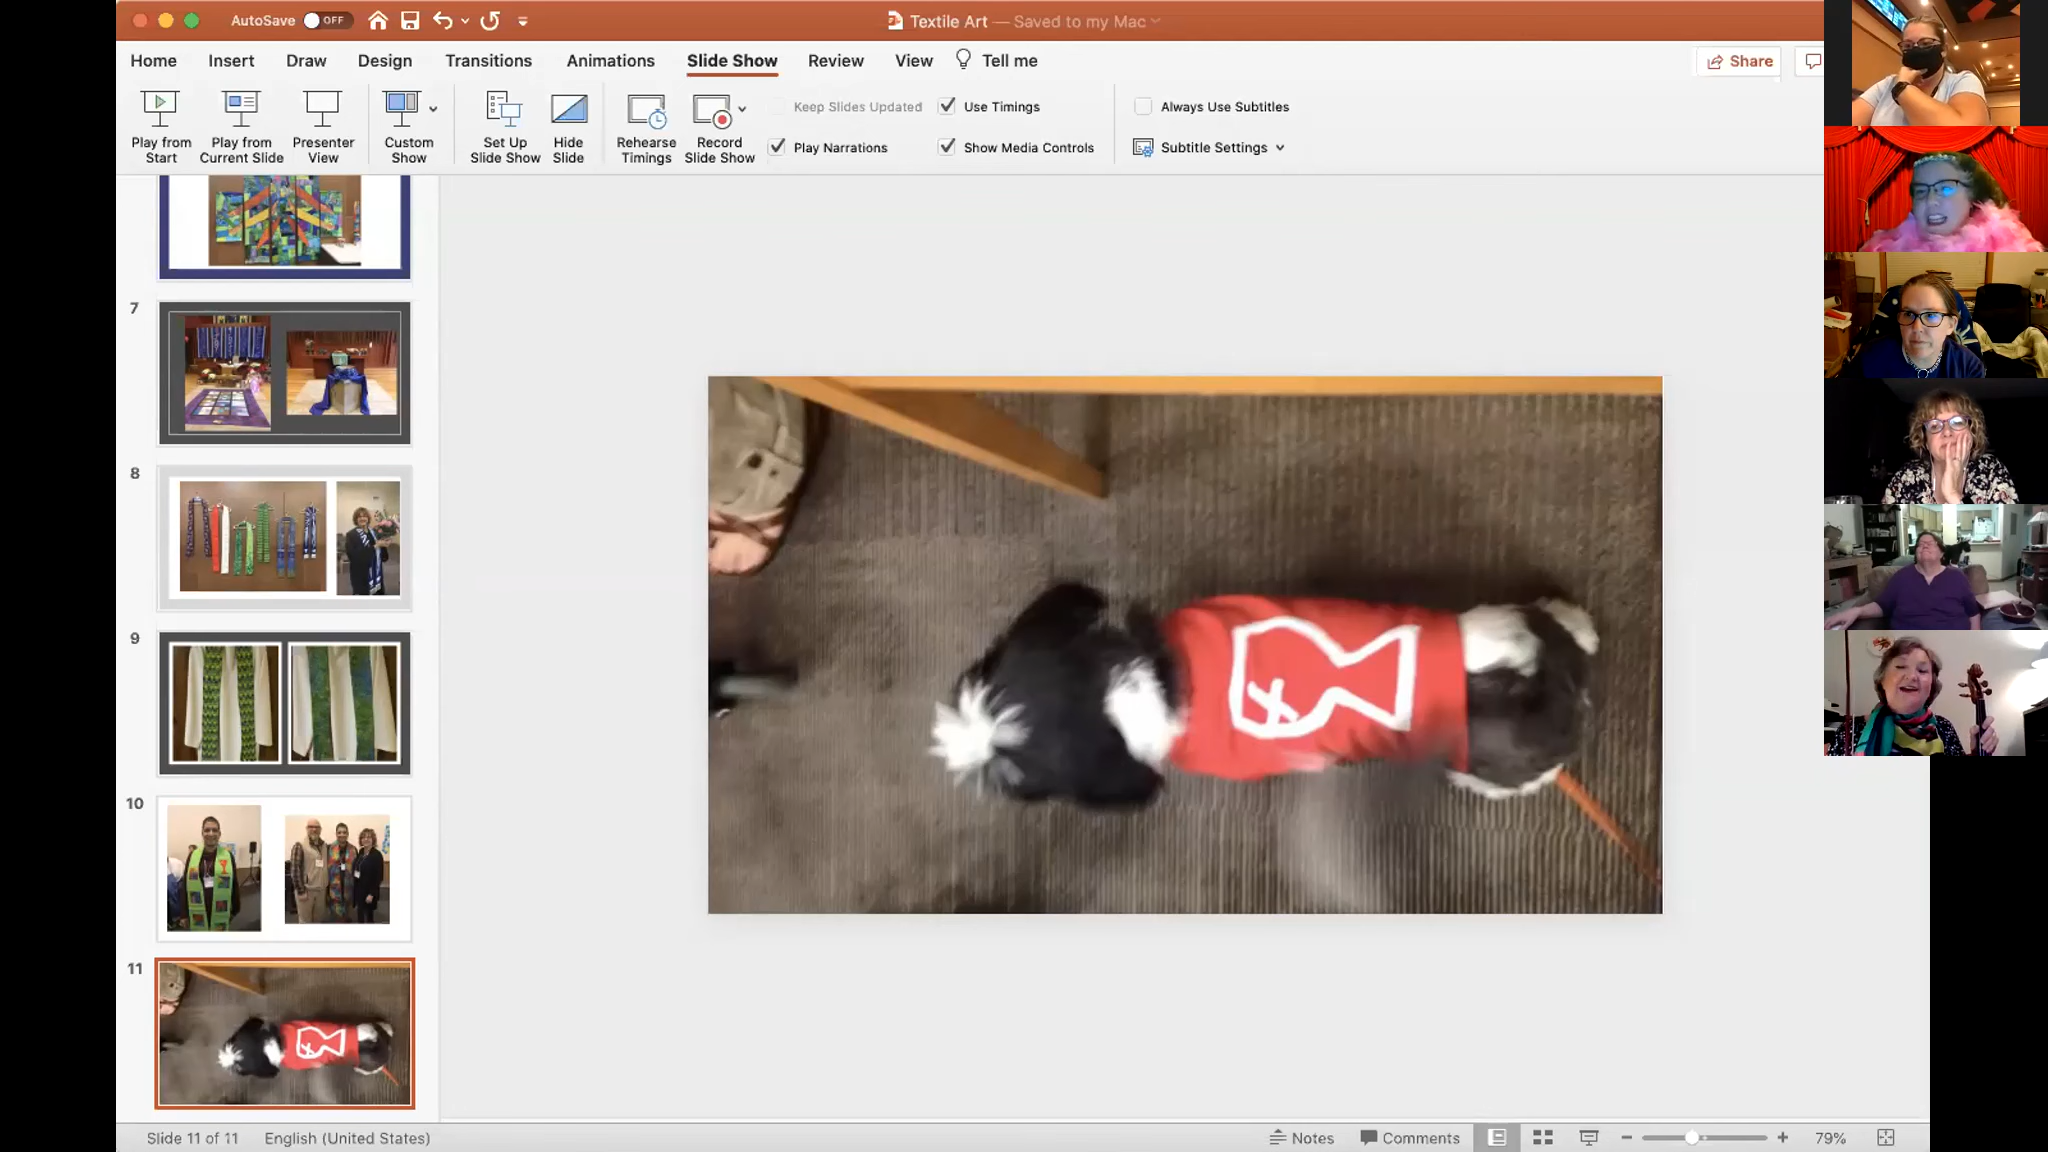 AutoSave OFF
Textile Art — Saved to my Mac
Home Insert Draw Design Transitions Animations Slide Show Review View Tell me
Share
Play from Start
Play from Current Slide
Presenter View
Custom Show
Set Up Slide Show
Hide Slide
Rehearse Timings
Record Slide Show
Keep Slides Updated
Use Timings
Play Narrations
Show Media Controls
Always Use Subtitles
Subtitle Settings
7
8
9
10
11
Slide 11 of 11
English (United States)
Notes
Comments
79%